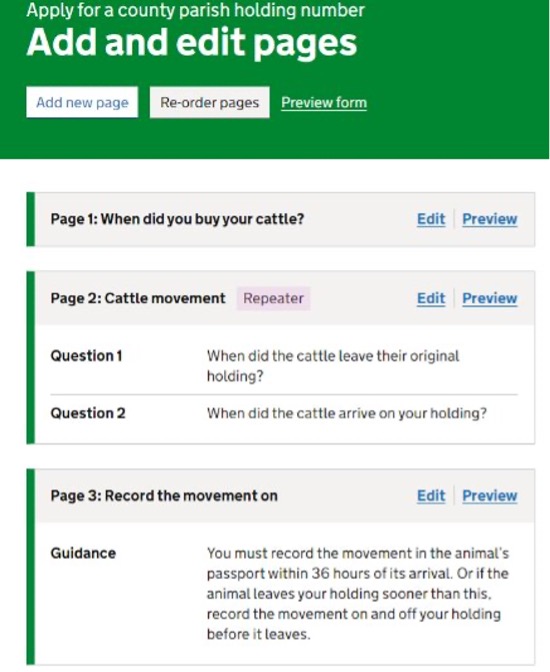 Apply for a county parish holding number
Add and edit pages
Add new page Re-order pages Preview form
Page 1: When did you buy your cattle? Edit Preview
Page 2: Cattle movement Repeater Edit Preview
Question 1 When did the cattle leave their original
holding?
Question 2 When did the cattle arrive on your holding?
Page 3: Record the movement on Edit Preview
Guidance You must record the movement in the animal's
passport within 36 hours of its arrival. Or if the
animal leaves your holding sooner than this,
record the movement on and off your holding
before it leaves.